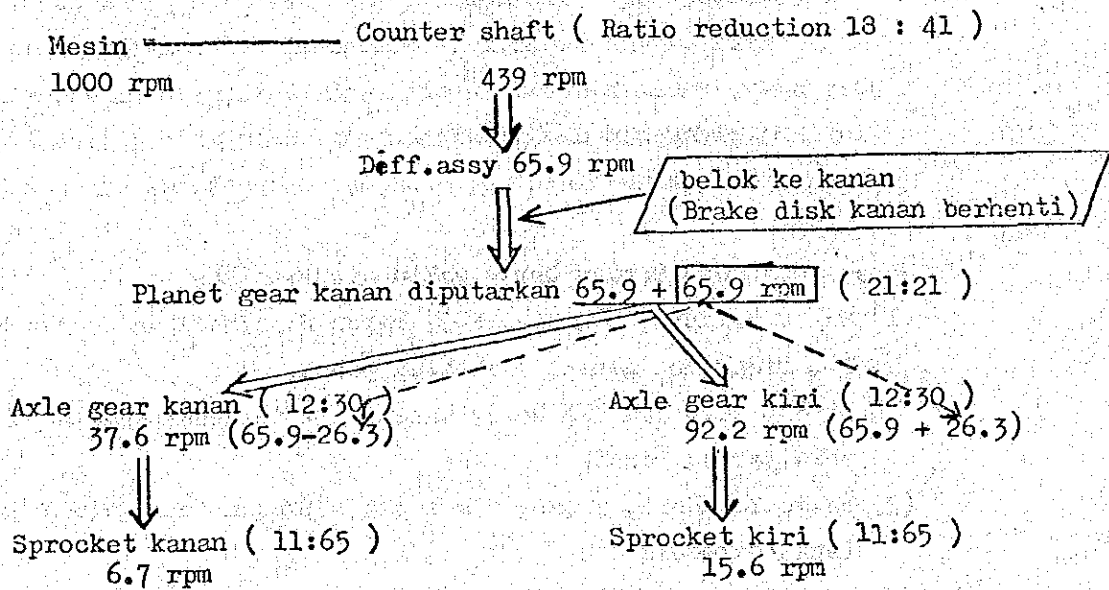 Mesin Counter shaft ( Ratio reduction 18 : 41 )
1000 rpm 439 rpm
Deff.assy 65.9 rpm
belok ke kanan
(Brake disk kanan berhenti)
Planet gear kanan diputarkan 65.9 + 65.9 rpm ( 21:21 )
Axle gear kanan ( 12:30 ) Axle gear kiri ( 12:30 )
37.6 rpm (65.9-26.3) 92.2 rpm (65.9 + 26.3)
Sprocket kanan ( 11:65 ) Sprocket kiri ( 11:65 )
6.7 rpm 15.6 rpm